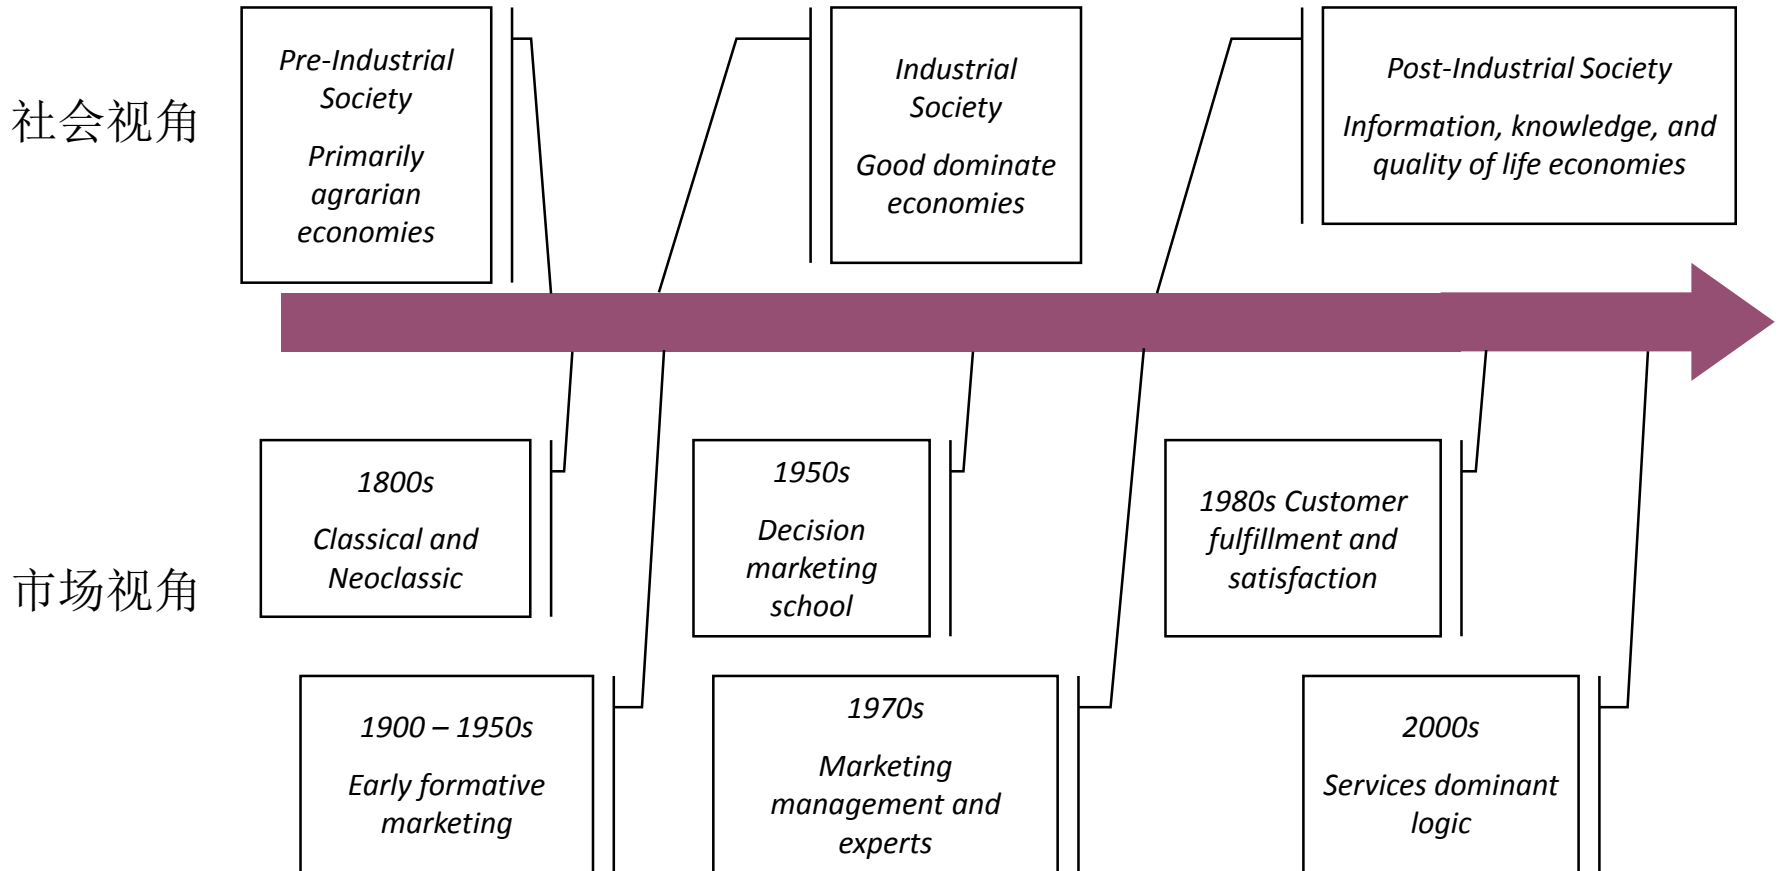 社会视角
Pre-Industrial
Society
Primarily
agrarian
economies
Industrial
Society
Good dominate
economies
Post-Industrial Society
Information, knowledge, and
quality of life economies
市场视角
1800s
Classical and
Neoclassic
1950s
Decision
marketing
school
1980s Customer
fulfillment and
satisfaction
1900 – 1950s
Early formative
marketing
1970s
Marketing
management and
experts
2000s
Services dominant
logic